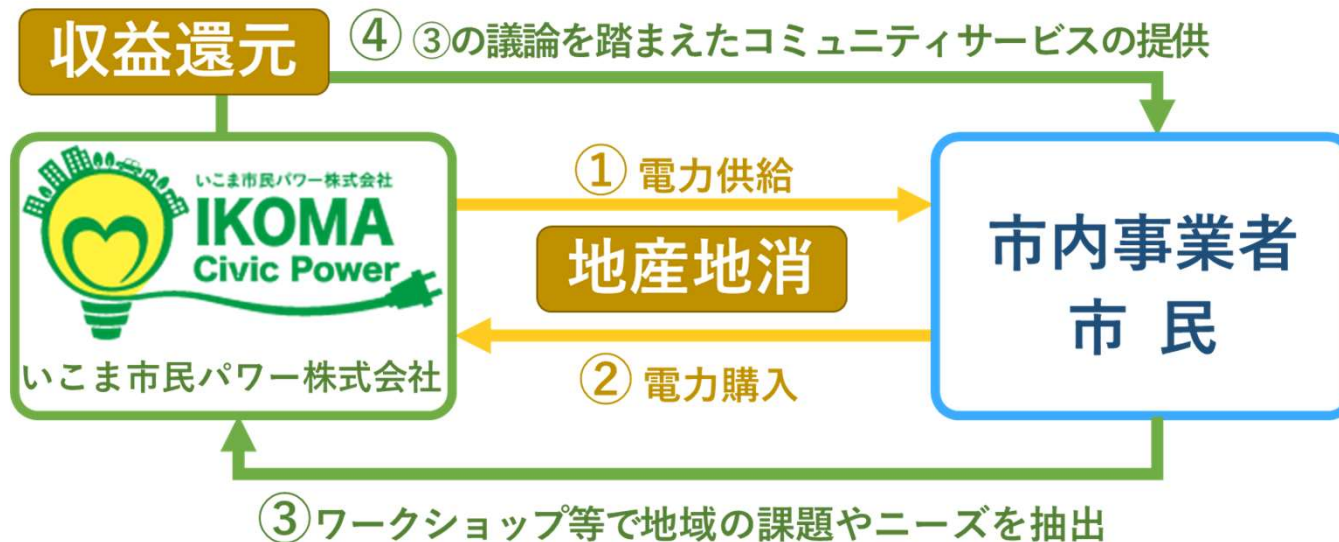 収益還元
④ ③の議論を踏まえたコミュニティサービスの提供
いこま市民パワー株式会社
IKOMA
Civic Power
いこま市民パワー株式会社
① 電力供給
地産地消
② 電力購入
市内事業者
市 民
③ワークショップ等で地域の課題やニーズを抽出